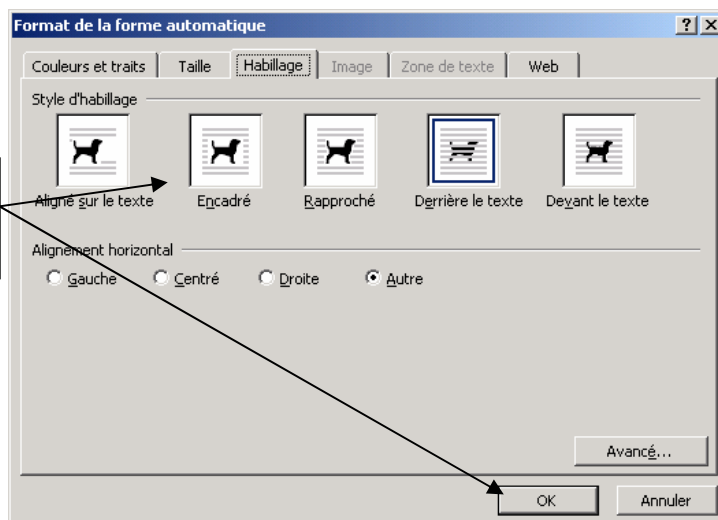 Format de la forme automatique
Couleurs et traits Taille Habillage Image Zone de texte Web
Style d'habillage
Aligné sur le texte Encadré Rapproché Derrière le texte Devant le texte
Alignement horizontal
Gauche Centré Droite Autre
Avancé...
OK Annuler